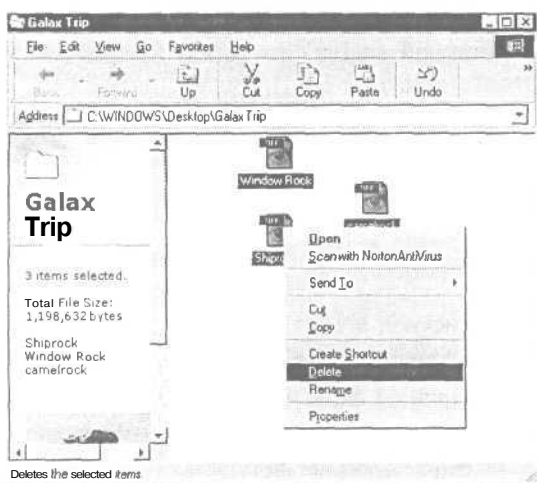 Galax Trip
File Edit View Go Favorites Help
Back Forward Up Cut Copy Paste Undo »
Address C:\WINDOWS\Desktop\Galax Trip
Window Rock
Galax
Trip
3 items selected.
Total File Size:
1,198,632 bytes
Shiprock
Window Rock
camelrock
Open
Scan with Norton AntiVirus
Send To
Cut
Copy
Create Shortcut
Delete
Rename
Properties
Deletes the selected items.